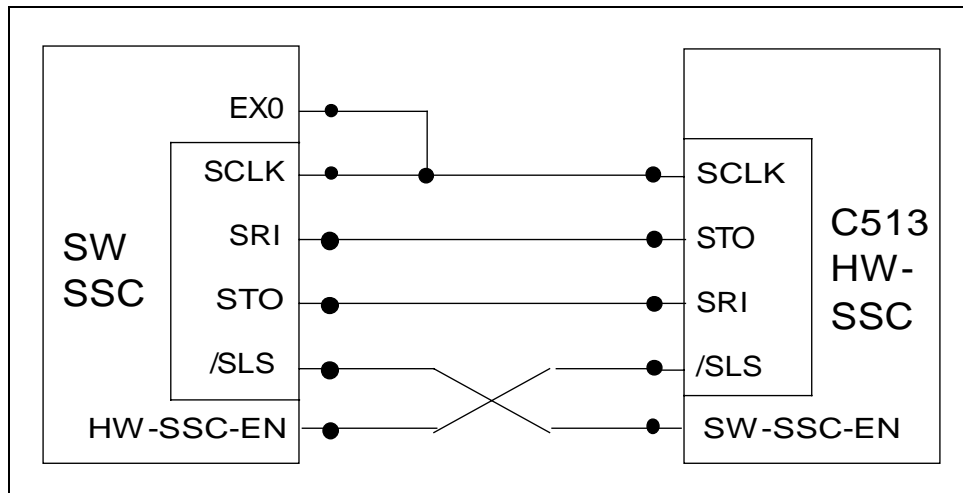 EX0
SCLK
SRI
STO
/SLS
HW-SSC-EN
SW
SSC
SCLK
STO
SRI
/SLS
SW-SSC-EN
C513
HW-
SSC